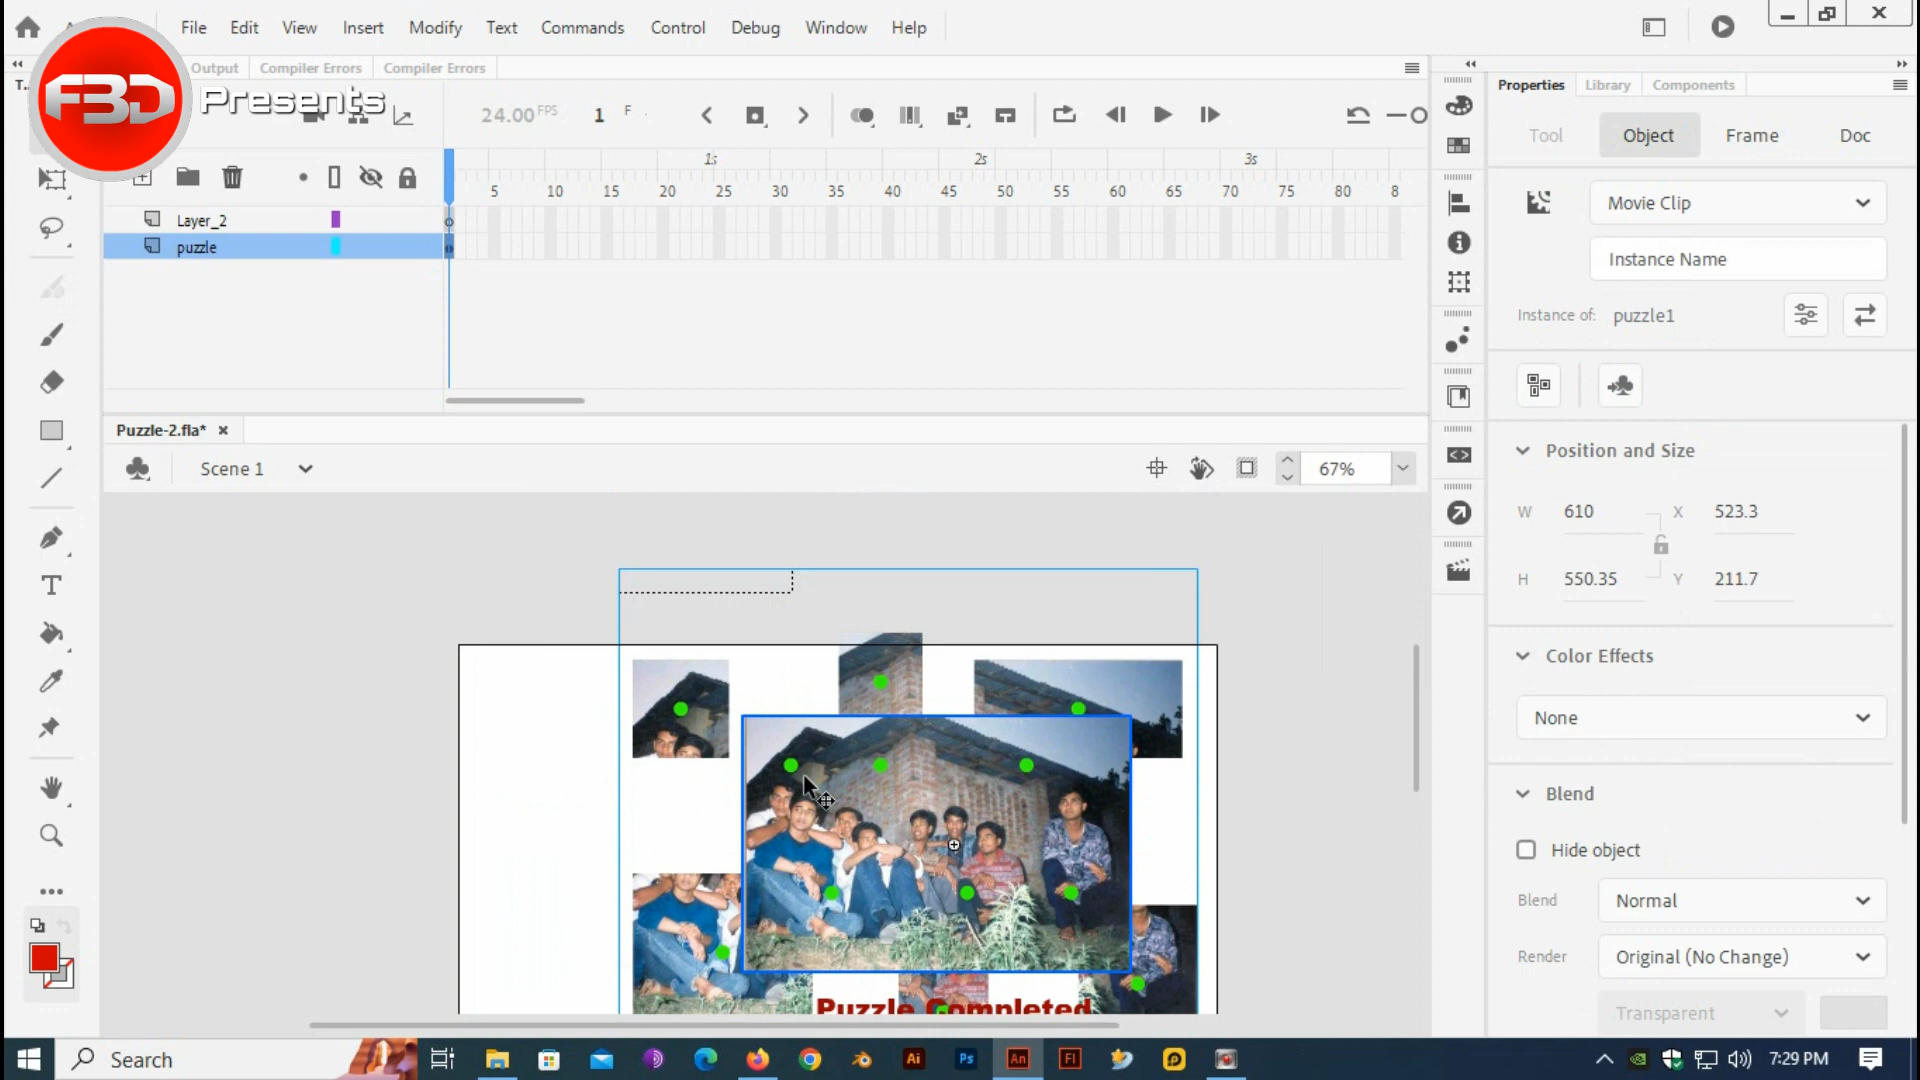 File Edit View Insert Modify Text Commands Control Debug Window Help
Output Compiler Errors Compiler Errors
F3D Presents
24.00 FPS 1 F
1s 2s 3s
5 10 15 20 25 30 35 40 45 50 55 60 65 70 75 80 8
Layer_2
puzzle
Puzzle-2.fla*
Scene 1
67%
Puzzle Completed
Properties Library Components
Tool Object Frame Doc
Movie Clip
Instance Name
Instance of: puzzle1
Position and Size
W 610 X 523.3
H 550.35 Y 211.7
Color Effects
None
Blend
Hide object
Blend Normal
Render Original (No Change)
Transparent
Search
Ai Ps An Fl
7:29 PM